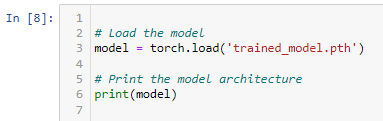 In [8]:
1
2 # Load the model
3 model = torch.load('trained_model.pth')
4
5 # Print the model architecture
6 print(model)
7